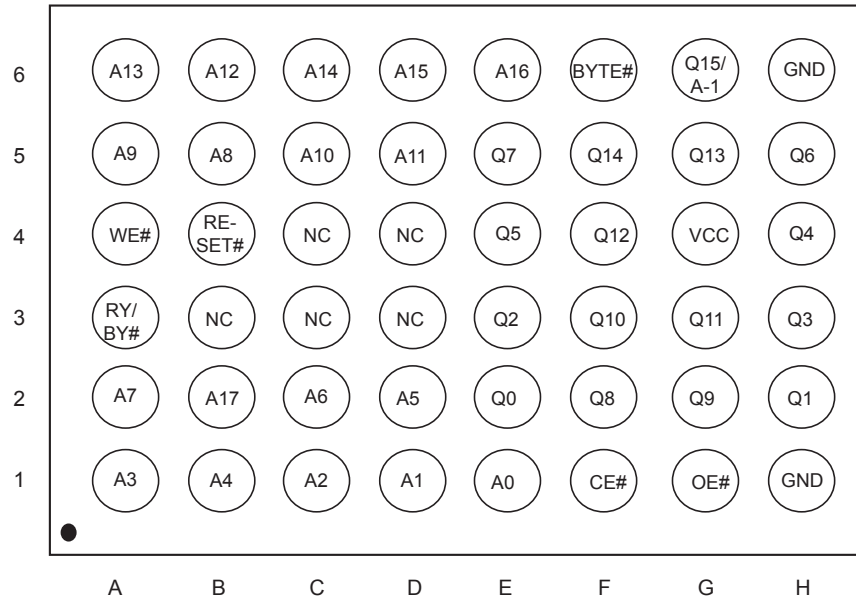 6 A13 A12 A14 A15 A16 BYTE# Q15/ A-1 GND
5 A9 A8 A10 A11 Q7 Q14 Q13 Q6
4 WE# RE- SET# NC NC Q5 Q12 VCC Q4
3 RY/ BY# NC NC NC Q2 Q10 Q11 Q3
2 A7 A17 A6 A5 Q0 Q8 Q9 Q1
1 A3 A4 A2 A1 A0 CE# OE# GND
A B C D E F G H